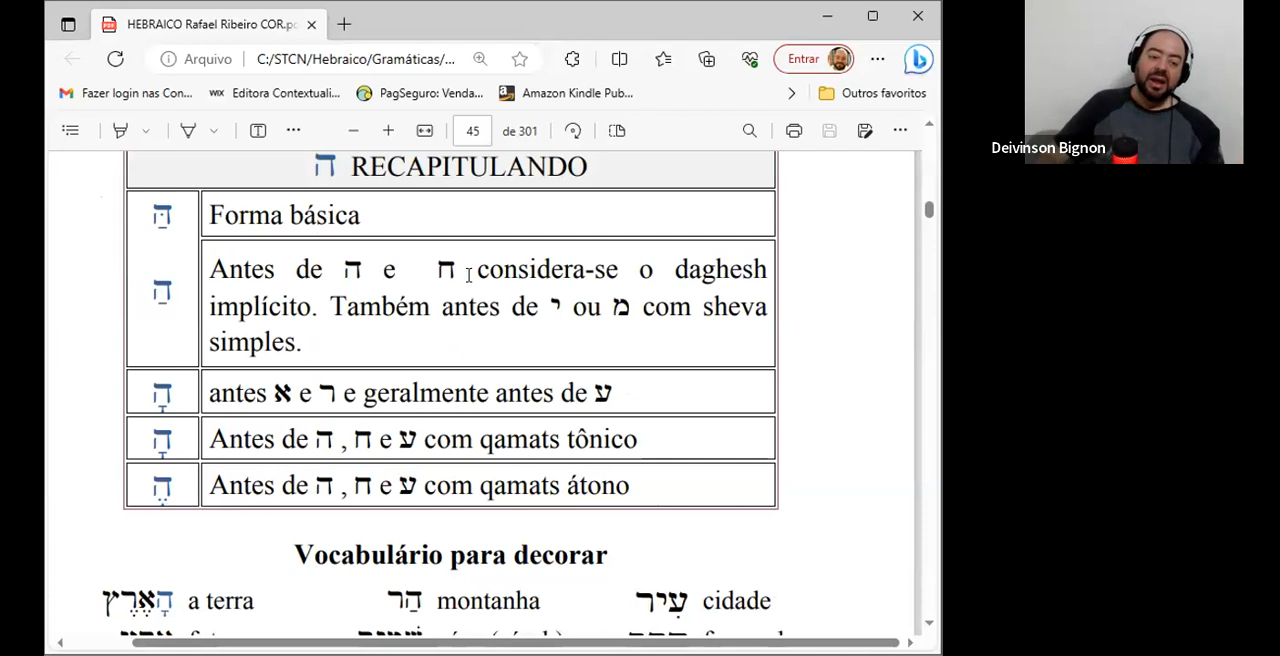 HEBRAICO Rafael Ribeiro COR.pd
Arquivo
C:/STCN/Hebraico/Gramáticas/...
Entrar
Fazer login nas Con...
WIX Editora Contextuali...
PagSeguro: Venda...
Amazon Kindle Pub...
Outros favoritos
45 de 301
Deivinson Bignon
ה RECAPITULANDO
הַּ Forma básica
הַ Antes de ה e ח considera-se o daghesh
implícito. Também antes de י ou מ com sheva
simples.
הָ antes א e ר e geralmente antes de ע
הָ Antes de ה , ח e ע com qamats tônico
הֶ Antes de ה , ח e ע com qamats átono
Vocabulário para decorar
הָאֶרֶץ a terra הַר montanha עִיר cidade